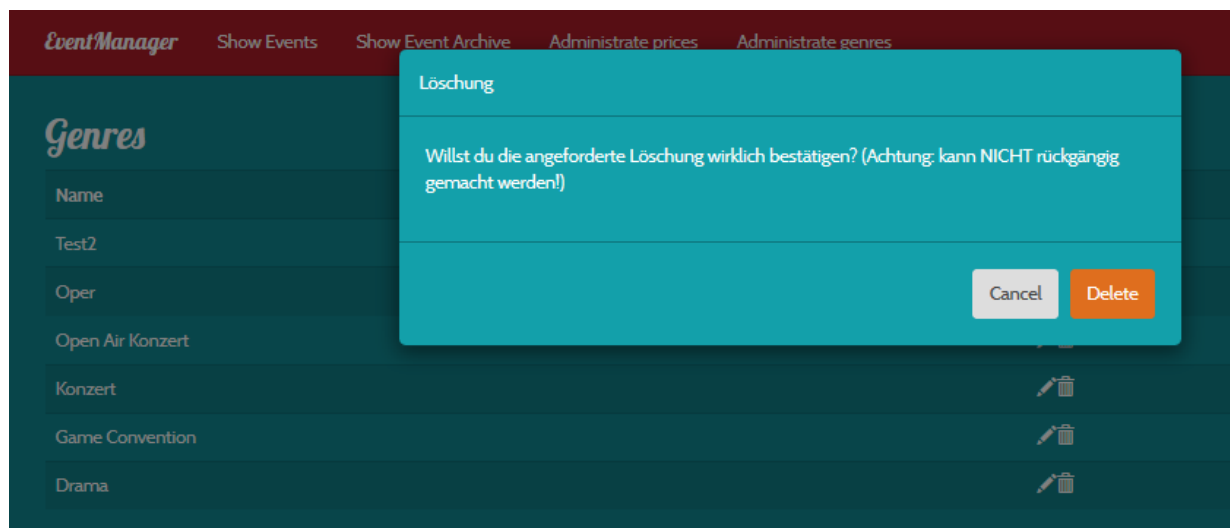 EventManager Show Events Show Event Archive Administrate prices Administrate genres
Löschung
Willst du die angeforderte Löschung wirklich bestätigen? (Achtung: kann NICHT rückgängig
gemacht werden!)
Cancel Delete
Genres
Name
Test2
Oper
Open Air Konzert
Konzert
Game Convention
Drama